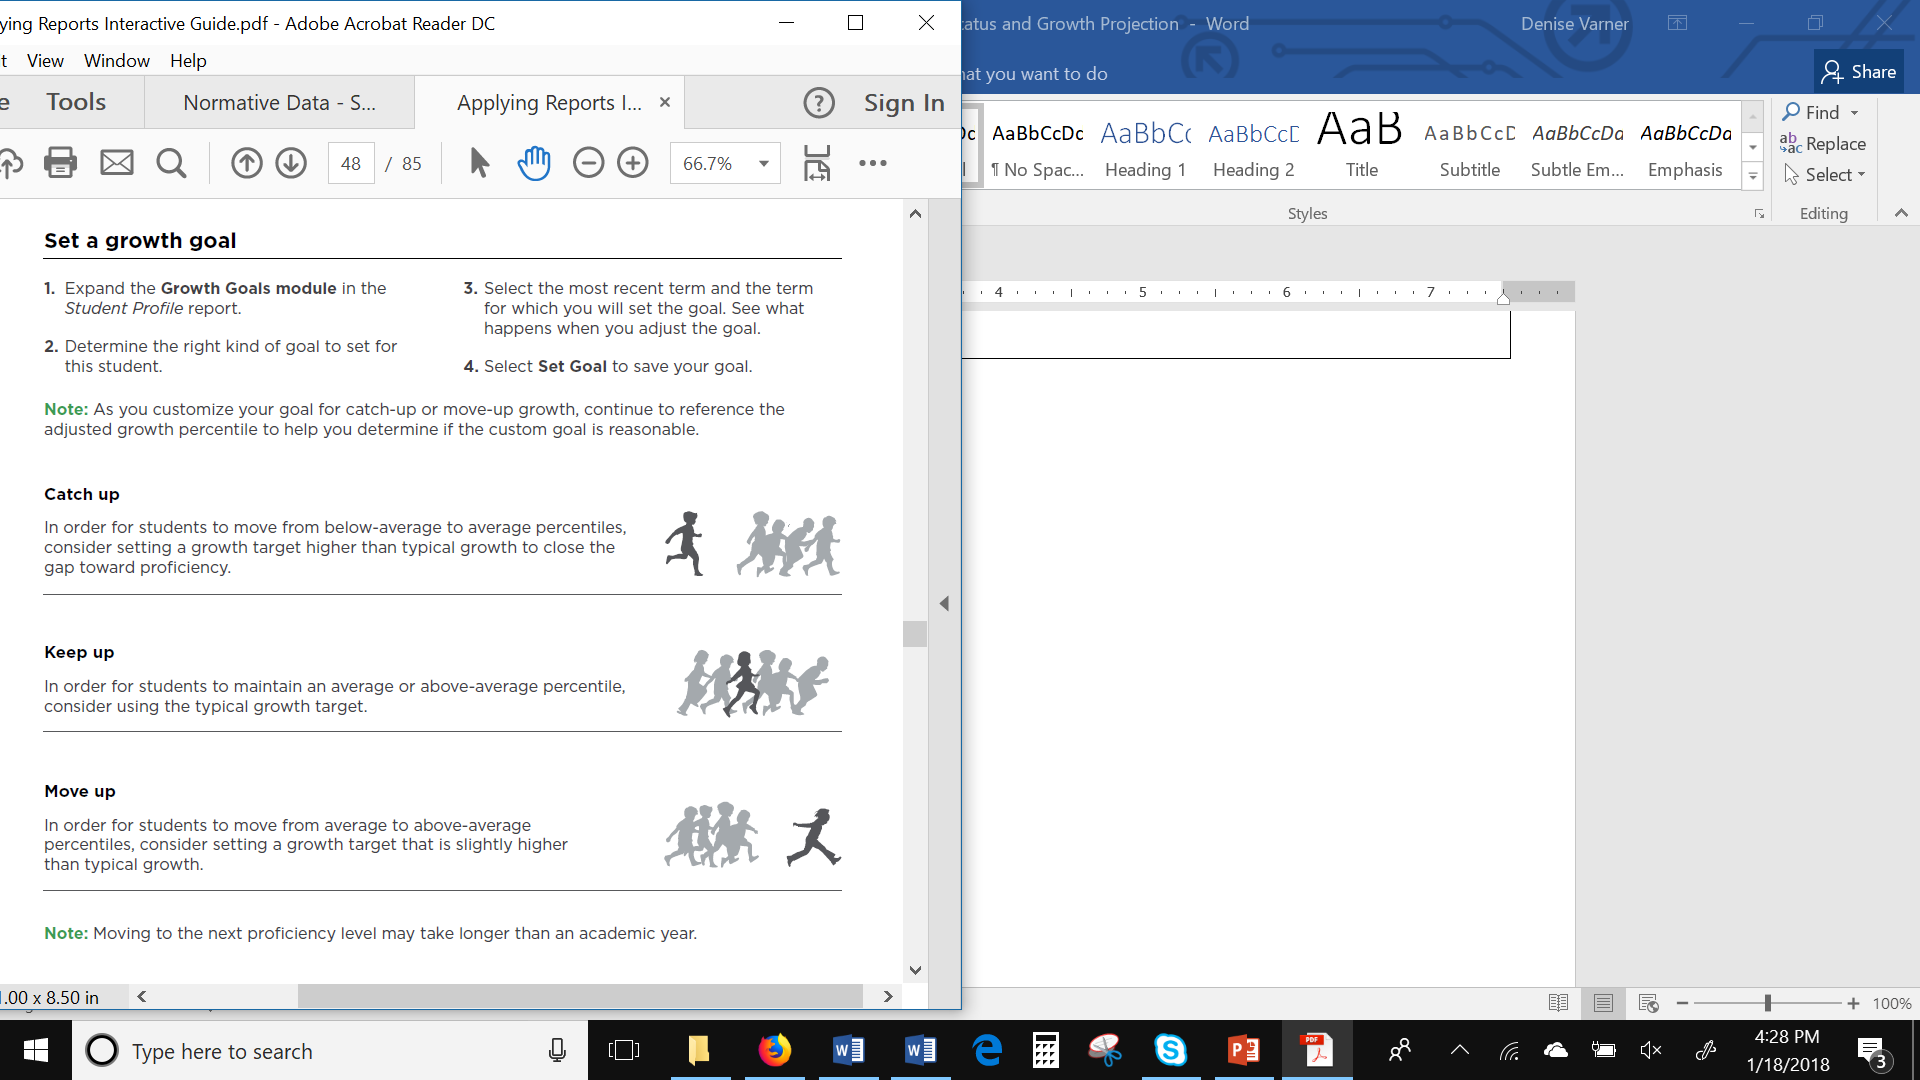 ying Reports Interactive Guide.pdf - Adobe Acrobat Reader DC
atus and Growth Projection - Word
Denise Varner
t View Window Help
at you want to do
Share
e Tools
Normative Data - S...
Applying Reports I... ×
? Sign In
48 / 85
66.7%
AaBbCcDc AaBbCc AaBbCcD AaB AaBbCcD AaBbCcDa AaBbCcDa
¶ No Spac... Heading 1 Heading 2 Title Subtitle Subtle Em... Emphasis
Styles
Find
Replace
Select
Editing
4 5 6 7
Set a growth goal
1. Expand the Growth Goals module in the
Student Profile report.
2. Determine the right kind of goal to set for
this student.
3. Select the most recent term and the term
for which you will set the goal. See what
happens when you adjust the goal.
4. Select Set Goal to save your goal.
Note: As you customize your goal for catch-up or move-up growth, continue to reference the
adjusted growth percentile to help you determine if the custom goal is reasonable.
Catch up
In order for students to move from below-average to average percentiles,
consider setting a growth target higher than typical growth to close the
gap toward proficiency.
Keep up
In order for students to maintain an average or above-average percentile,
consider using the typical growth target.
Move up
In order for students to move from average to above-average
percentiles, consider setting a growth target that is slightly higher
than typical growth.
Note: Moving to the next proficiency level may take longer than an academic year.
.00 x 8.50 in
100%
Type here to search
PDF
4:28 PM
1/18/2018
3